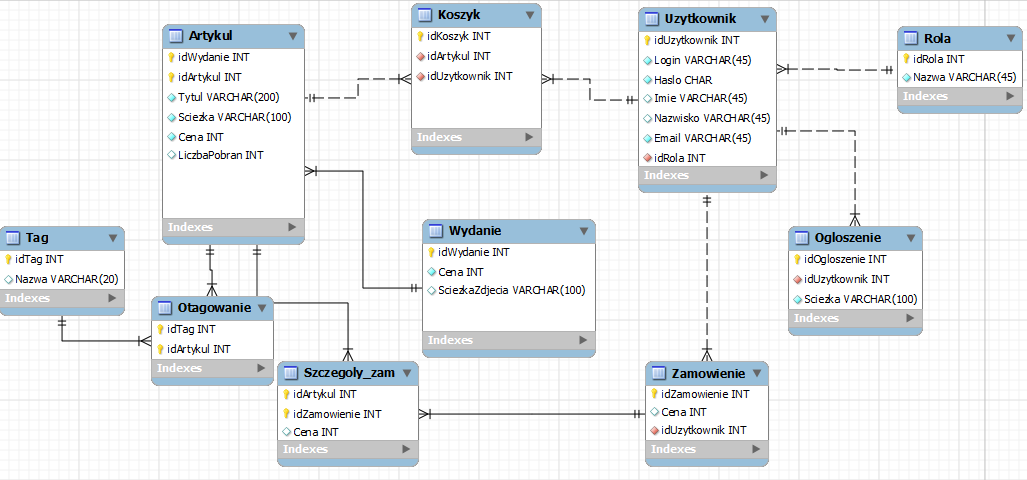 Artykul
idWydanie INT
idArtykul INT
Tytul VARCHAR(200)
Sciezka VARCHAR(100)
Cena INT
LiczbaPobran INT
Indexes
Koszyk
idKoszyk INT
idArtykul INT
idUzytkownik INT
Indexes
Uzytkownik
idUzytkownik INT
Login VARCHAR(45)
Haslo CHAR
Imie VARCHAR(45)
Nazwisko VARCHAR(45)
Email VARCHAR(45)
idRola INT
Indexes
Rola
idRola INT
Nazwa VARCHAR(45)
Indexes
Tag
idTag INT
Nazwa VARCHAR(20)
Indexes
Wydanie
idWydanie INT
Cena INT
SciezkaZdjecia VARCHAR(100)
Indexes
Ogloszenie
idOgloszenie INT
idUzytkownik INT
Sciezka VARCHAR(100)
Indexes
Otagowanie
idTag INT
idArtykul INT
Indexes
Szczegoly_zam
idArtykul INT
idZamowienie INT
Cena INT
Indexes
Zamowienie
idZamowienie INT
Cena INT
idUzytkownik INT
Indexes